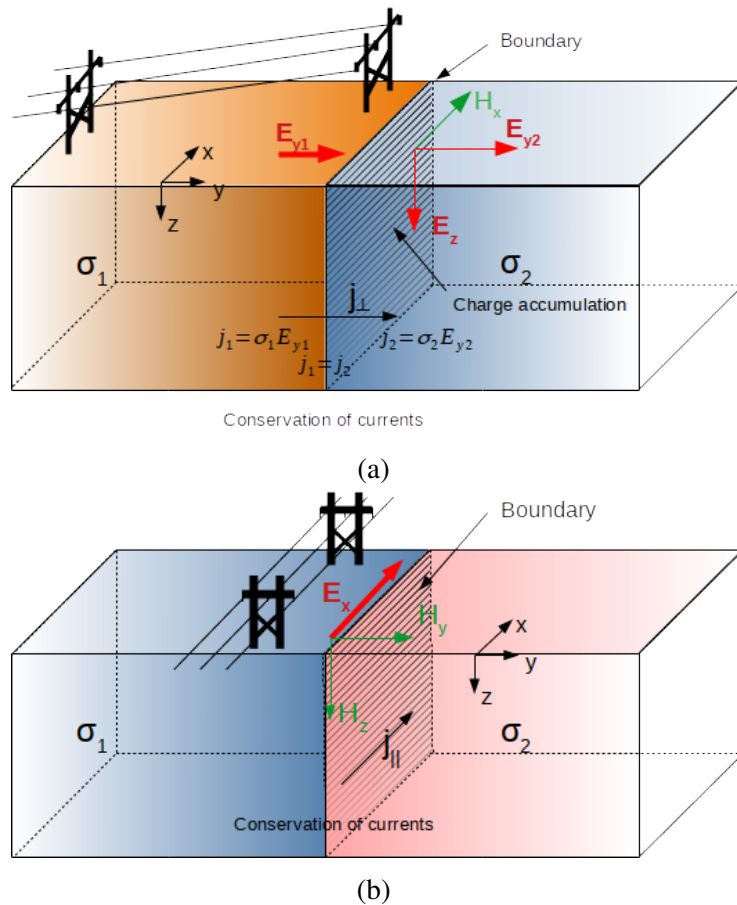 Boundary
H_x
E_y1
E_y2
x
y
z
E_z
σ_1
σ_2
j_⊥
Charge accumulation
j_1 = σ_1 E_y1
j_2 = σ_2 E_y2
j_1 = j_2
Conservation of currents
(a)
Boundary
E_x
H_y
x
y
z
H_z
σ_1
σ_2
j_||
Conservation of currents
(b)